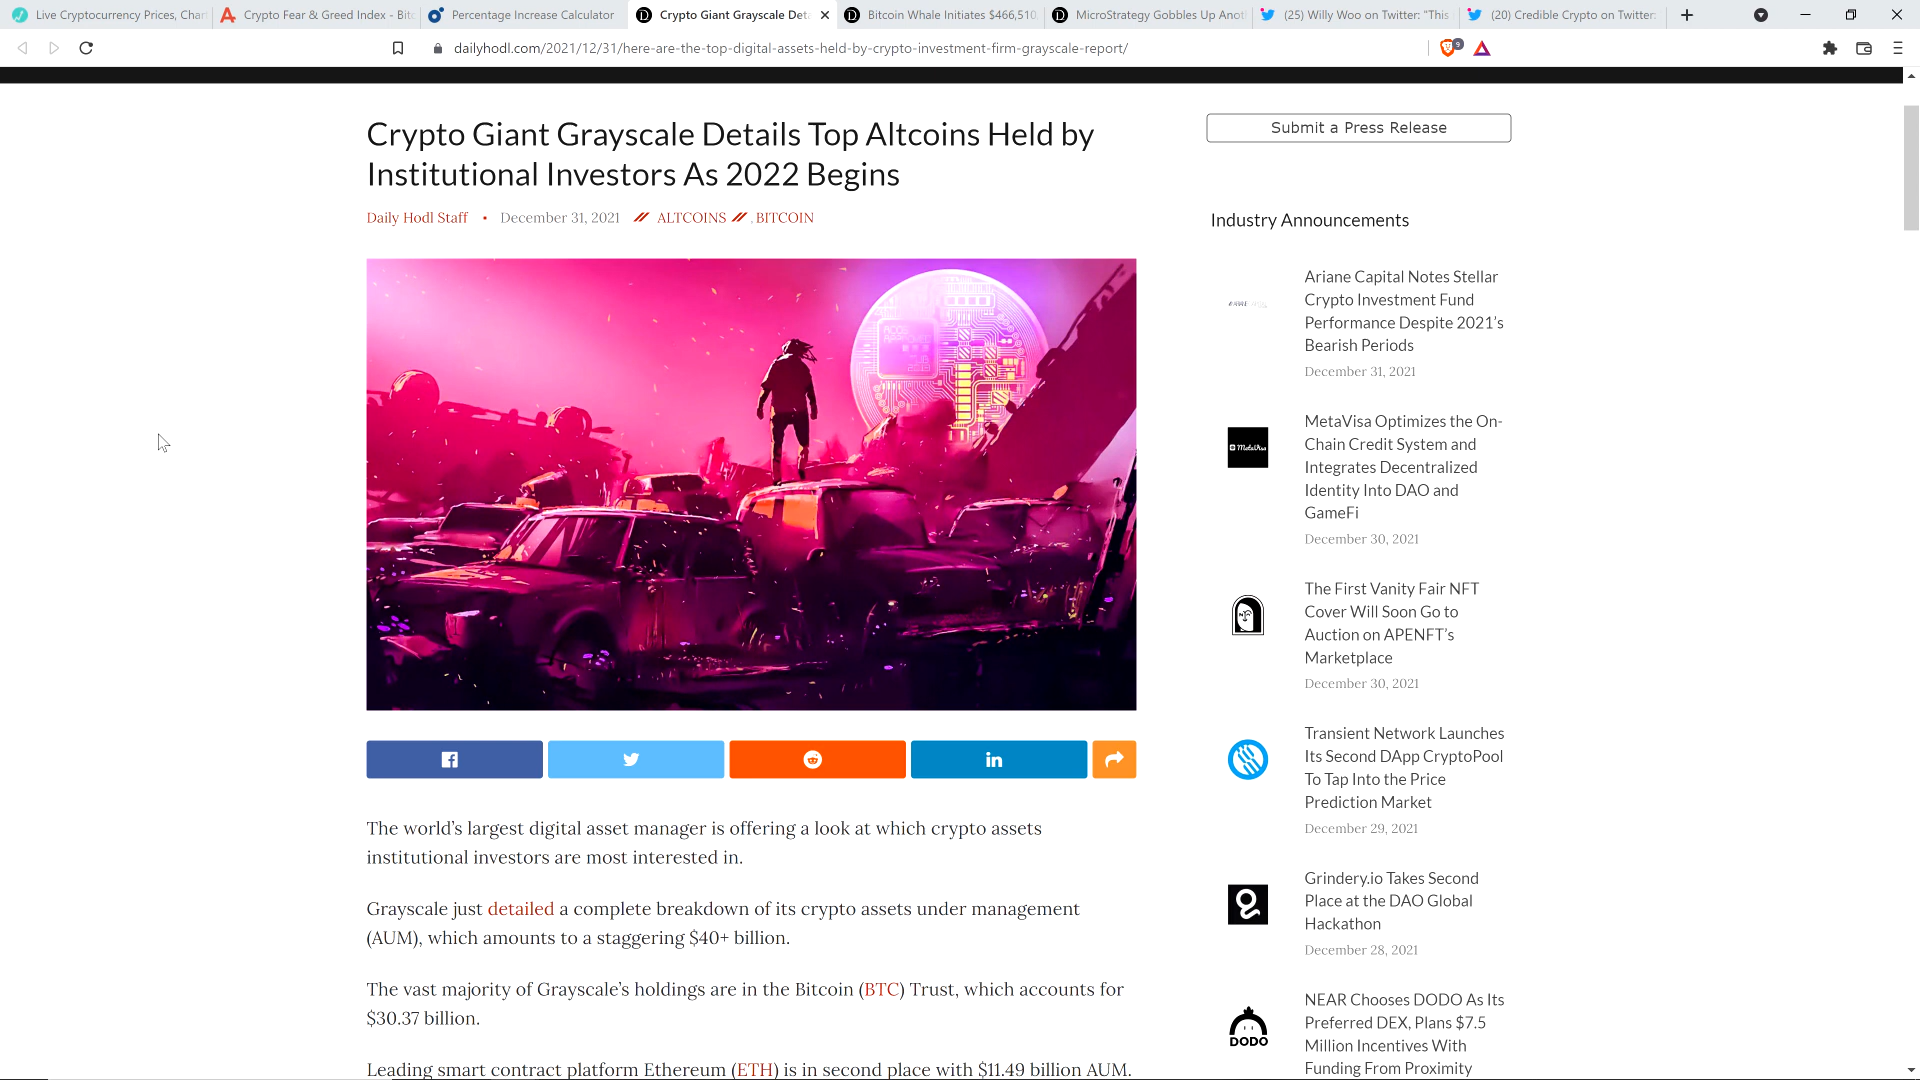 Live Cryptocurrency Prices, Char
Crypto Fear & Greed Index - Bitc
Percentage Increase Calculator
Crypto Giant Grayscale Deta
Bitcoin Whale Initiates $466,510,
MicroStrategy Gobbles Up Anot
(25) Willy Woo on Twitter: "This
(20) Credible Crypto on Twitter:
dailyhodl.com/2021/12/31/here-are-the-top-digital-assets-held-by-crypto-investment-firm-grayscale-report/
9
Crypto Giant Grayscale Details Top Altcoins Held by
Institutional Investors As 2022 Begins
Daily Hodl Staff • December 31, 2021 // ALTCOINS // . BITCOIN
The world’s largest digital asset manager is offering a look at which crypto assets
institutional investors are most interested in.
Grayscale just detailed a complete breakdown of its crypto assets under management
(AUM), which amounts to a staggering $40+ billion.
The vast majority of Grayscale’s holdings are in the Bitcoin (BTC) Trust, which accounts for
$30.37 billion.
Leading smart contract platform Ethereum (ETH) is in second place with $11.49 billion AUM.
Submit a Press Release
Industry Announcements
Ariane Capital Notes Stellar
Crypto Investment Fund
Performance Despite 2021’s
Bearish Periods
December 31, 2021
MetaVisa
MetaVisa Optimizes the On-
Chain Credit System and
Integrates Decentralized
Identity Into DAO and
GameFi
December 30, 2021
The First Vanity Fair NFT
Cover Will Soon Go to
Auction on APENFT’s
Marketplace
December 30, 2021
Transient Network Launches
Its Second DApp CryptoPool
To Tap Into the Price
Prediction Market
December 29, 2021
Grindery.io Takes Second
Place at the DAO Global
Hackathon
December 28, 2021
DODO
NEAR Chooses DODO As Its
Preferred DEX, Plans $7.5
Million Incentives With
Funding From Proximity